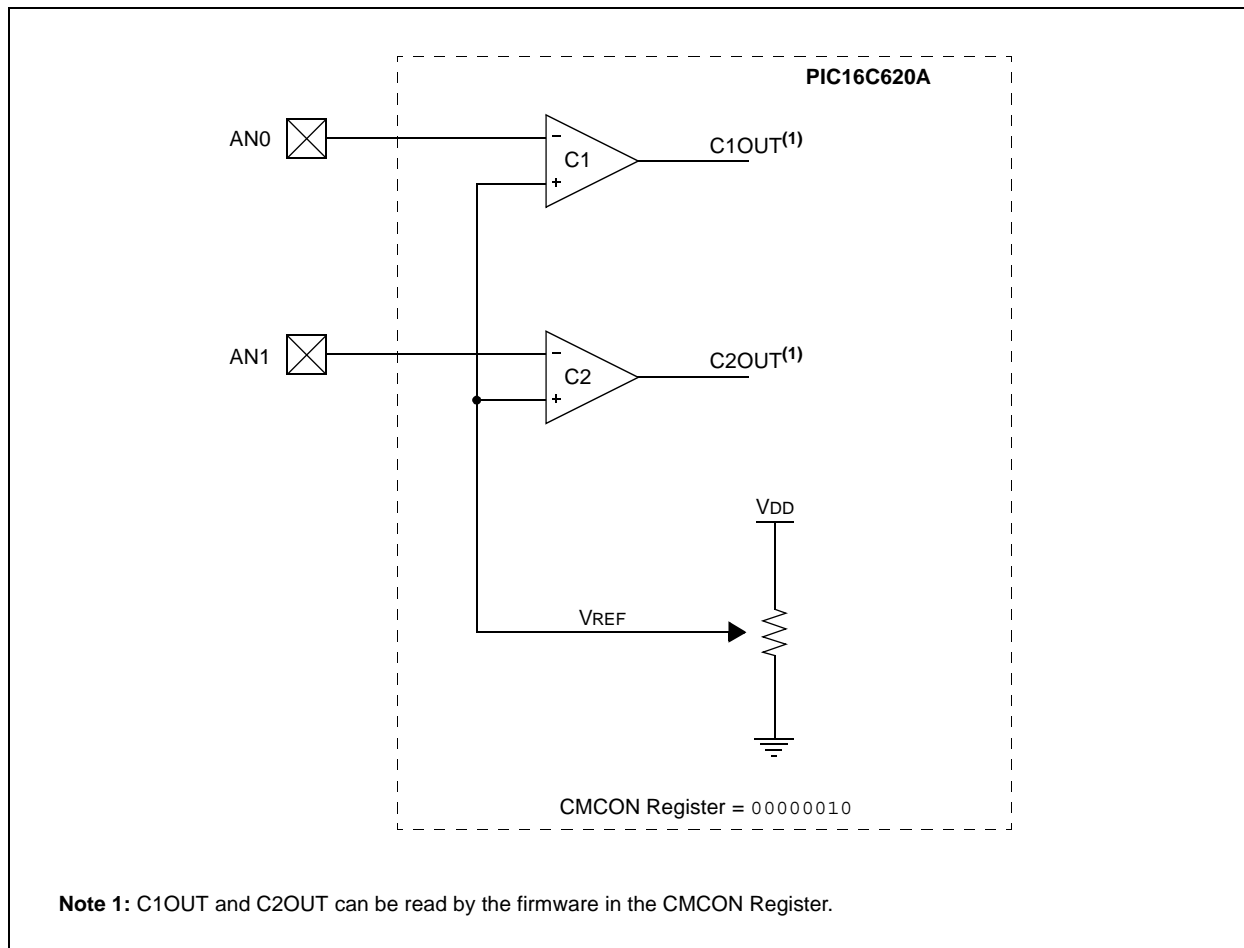 PIC16C620A
AN0
−
C1
+
C1OUT(1)
AN1
−
C2
+
C2OUT(1)
VDD
VREF
CMCON Register = 00000010
Note 1: C1OUT and C2OUT can be read by the firmware in the CMCON Register.